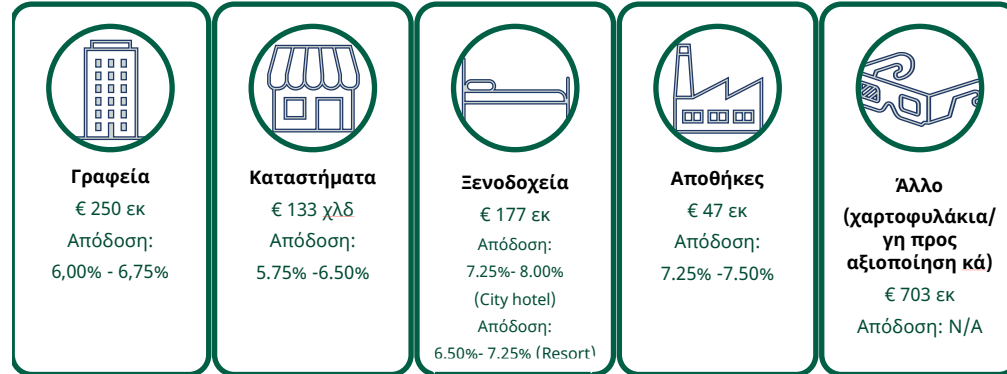 Γραφεία
€ 250 εκ
Απόδοση:
6,00% - 6,75%
Καταστήματα
€ 133 χλδ
Απόδοση:
5.75% -6.50%
Ξενοδοχεία
€ 177 εκ
Απόδοση:
7.25%- 8.00%
(City hotel)
Απόδοση:
6.50%- 7.25% (Resort)
Αποθήκες
€ 47 εκ
Απόδοση:
7.25% -7.50%
Άλλο
(χαρτοφυλάκια/
γη προς
αξιοποίηση κά)
€ 703 εκ
Απόδοση: N/A